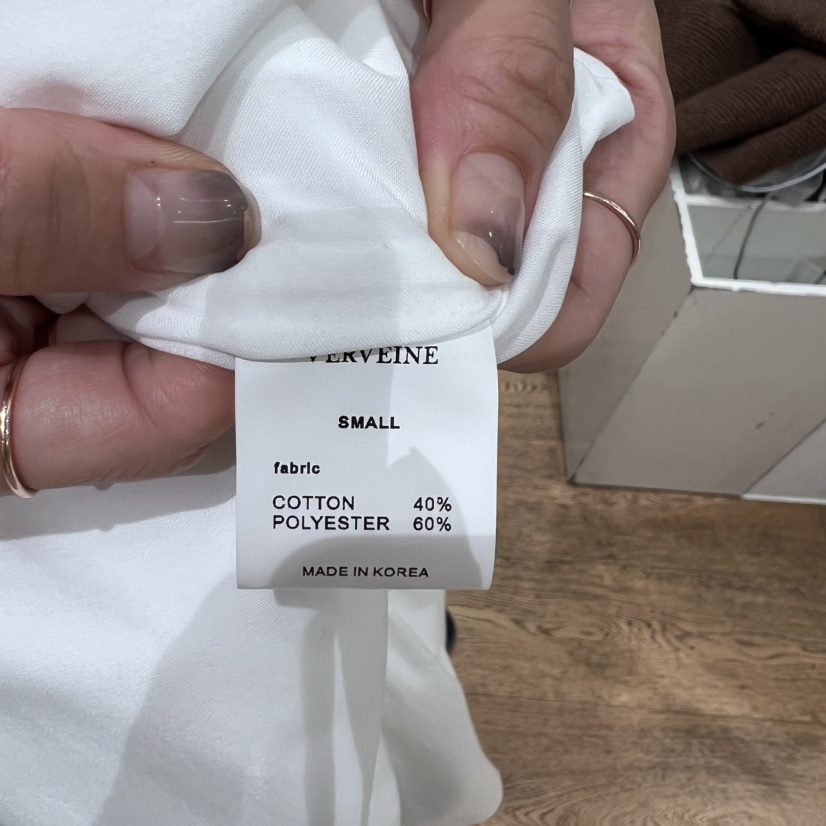 VERVEINE
SMALL
fabric
COTTON 40%
POLYESTER 60%
MADE IN KOREA